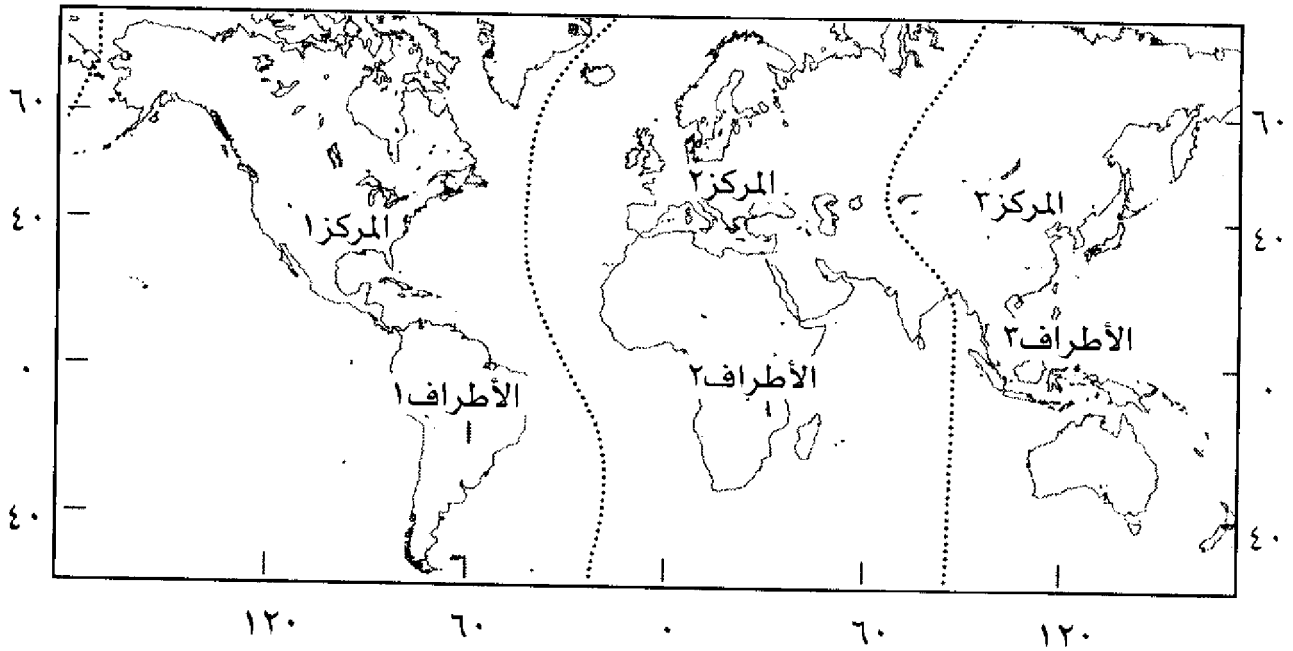 ٦٠
٦٠
المركز٢
المركز٣
٤٠
المركز١
٤٠
الأطراف٣
٠
الأطراف٢
٠
الأطراف١
٤٠
٤٠
١٢٠
٦٠
٠
٦٠
١٢٠